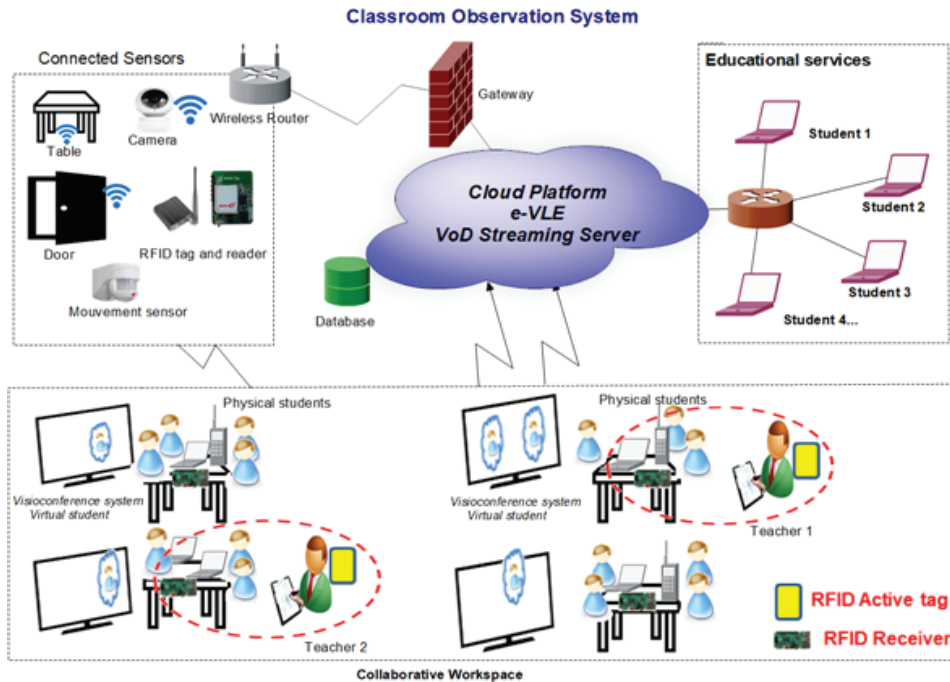 Classroom Observation System
Connected Sensors
Table
Camera
Wireless Router
Door
RFID tag and reader
Mouvement sensor
Gateway
Cloud Platform
e-VLE
VoD Streaming Server
Database
Educational services
Student 1
Student 2
Student 3
Student 4...
Physical students
Visioconference system
Virtual student
Physical students
Visioconference system
Virtual student
Teacher 1
Teacher 2
RFID Active tag
RFID Receiver
Collaborative Workspace